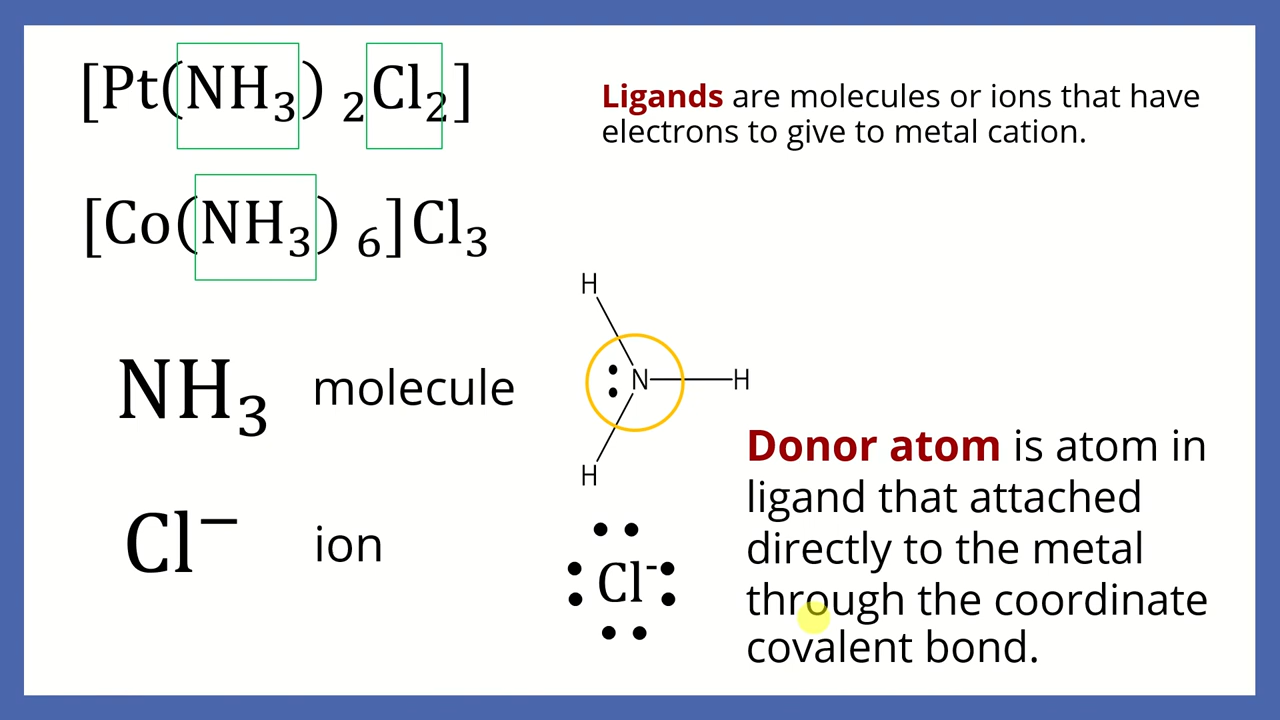 [Pt(NH₃) ₂Cl₂]
Ligands are molecules or ions that have
electrons to give to metal cation.
[Co(NH₃) ₆]Cl₃
NH₃ molecule
H
N H
H
Donor atom is atom in
ligand that attached
directly to the metal
through the coordinate
covalent bond.
Cl⁻ ion
Cl⁻